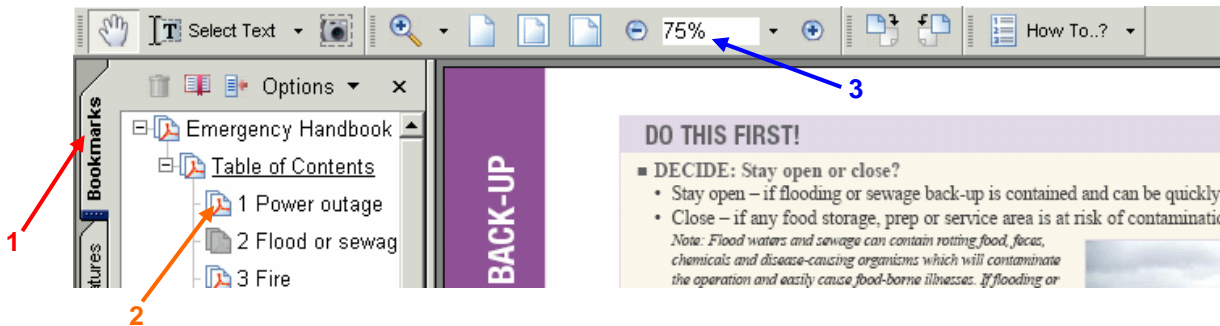 Select Text
75%
How To..?
3
Bookmarks
Options
Emergency Handbook
Table of Contents
1 Power outage
2 Flood or sewag
3 Fire
atures
1
2
BACK-UP
DO THIS FIRST!
DECIDE: Stay open or close?
• Stay open – if flooding or sewage back-up is contained and can be quickly
• Close – if any food storage, prep or service area is at risk of contaminatio
Note: Flood waters and sewage can contain rotting food, feces,
chemicals and disease-causing organisms which will contaminate
the operation and easily cause food-borne illnesses. If flooding or